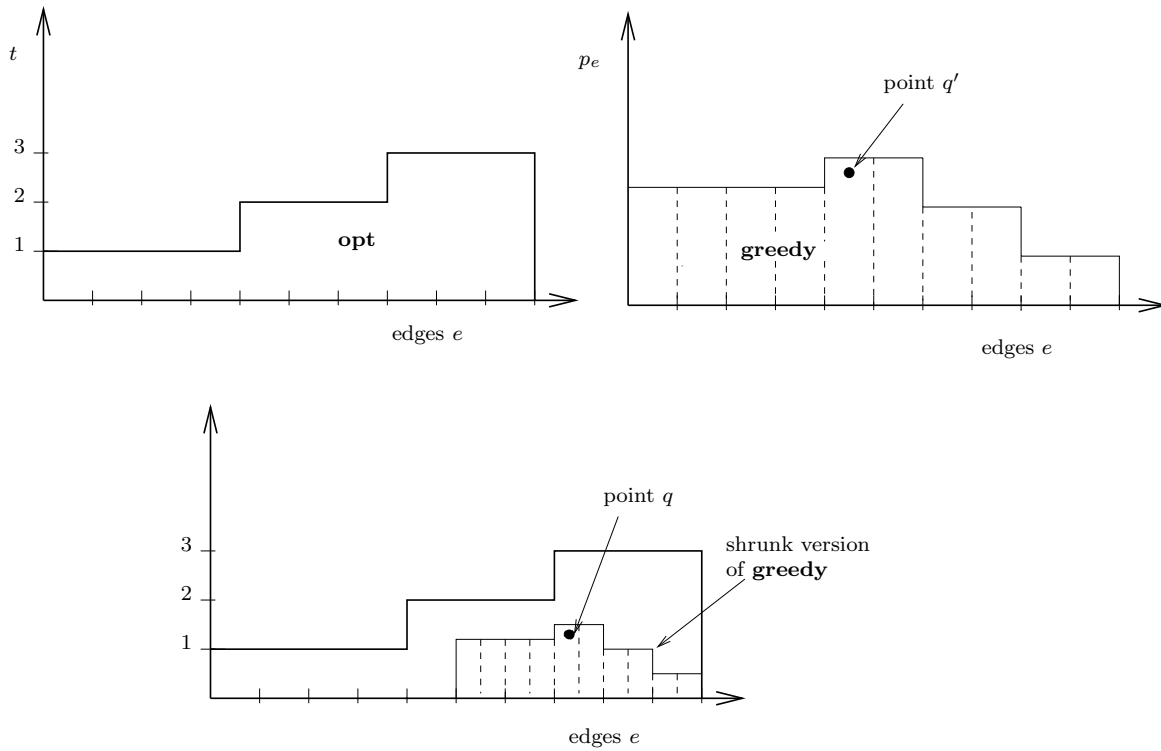 t
3
2
1
opt
edges e
p_e
point q′
greedy
edges e
point q
shrunk version
of greedy
3
2
1
edges e